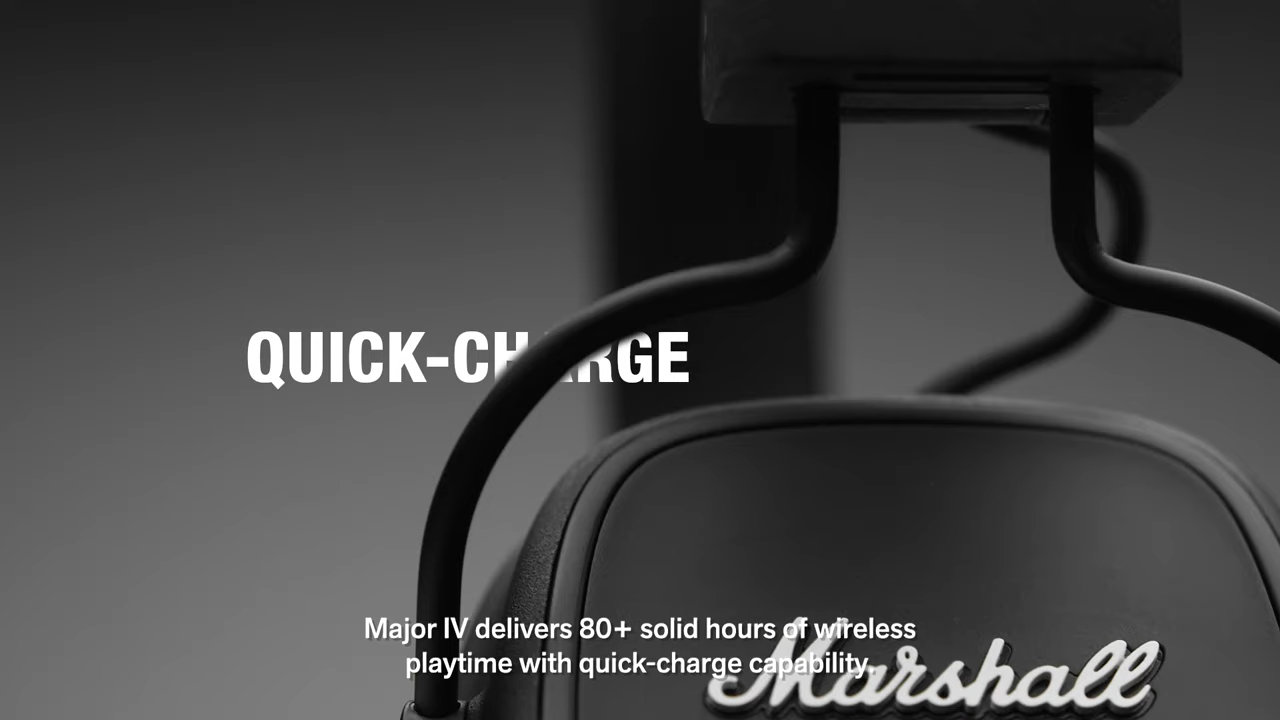 QUICK-CHARGE
Major IV delivers 80+ solid hours of wireless
playtime with quick-charge capability.
Marshall